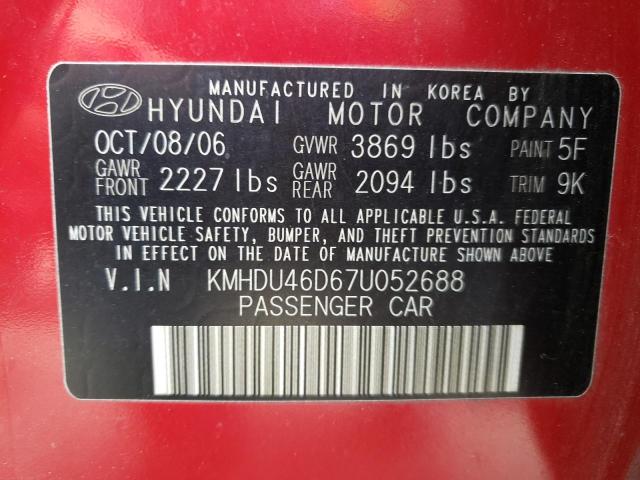 MANUFACTURED IN KOREA BY
HYUNDAI MOTOR COMPANY
OCT/08/06 GVWR 3869 lbs PAINT 5F
GAWR FRONT 2227 lbs GAWR REAR 2094 lbs TRIM 9K
THIS VEHICLE CONFORMS TO ALL APPLICABLE U.S.A. FEDERAL
MOTOR VEHICLE SAFETY, BUMPER, AND THEFT PREVENTION STANDARDS
IN EFFECT ON THE DATE OF MANUFACTURE SHOWN ABOVE.
V.I.N KMHDU46D67U052688
PASSENGER CAR